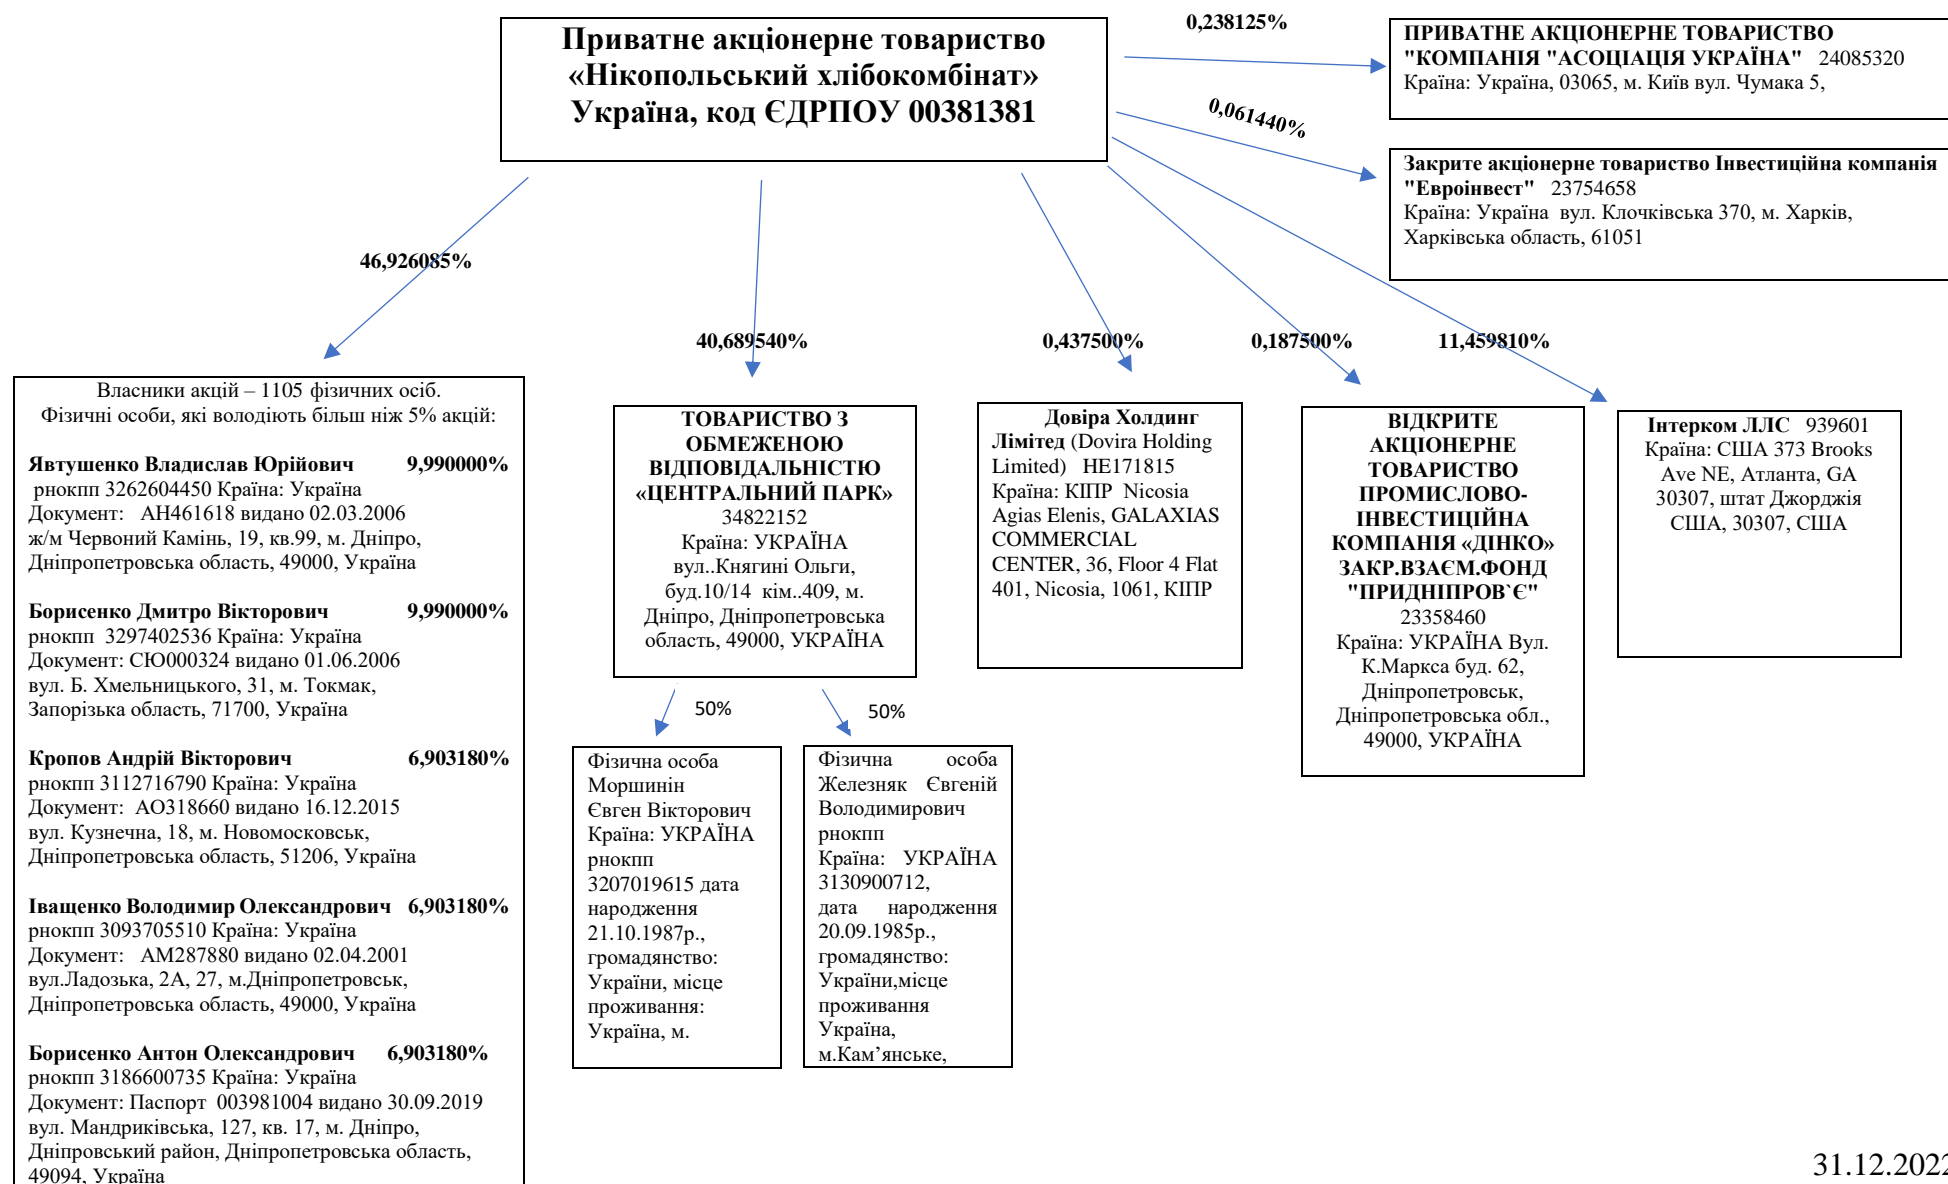 Приватне акціонерне товариство
«Нікопольський хлібокомбінат»
Україна, код ЄДРПОУ 00381381
0,238125%
ПРИВАТНЕ АКЦІОНЕРНЕ ТОВАРИСТВО
"КОМПАНІЯ "АСОЦІАЦІЯ УКРАЇНА" 24085320
Країна: Україна, 03065, м. Київ вул. Чумака 5,
0,061440%
Закрите акціонерне товариство Інвестиційна компанія
"Евроінвест" 23754658
Країна: Україна вул. Клочківська 370, м. Харків,
Харківська область, 61051
46,926085%
40,689540%
0,437500%
0,187500%
11,459810%
Власники акцій – 1105 фізичних осіб.
Фізичні особи, які володіють більш ніж 5% акцій:
Явтушенко Владислав Юрійович 9,990000%
рнокпп 3262604450 Країна: Україна
Документ: АН461618 видано 02.03.2006
ж/м Червоний Камінь, 19, кв.99, м. Дніпро,
Дніпропетровська область, 49000, Україна
Борисенко Дмитро Вікторович 9,990000%
рнокпп 3297402536 Країна: Україна
Документ: СЮ000324 видано 01.06.2006
вул. Б. Хмельницького, 31, м. Токмак,
Запорізька область, 71700, Україна
Кропов Андрій Вікторович 6,903180%
рнокпп 3112716790 Країна: Україна
Документ: АО318660 видано 16.12.2015
вул. Кузнечна, 18, м. Новомосковськ,
Дніпропетровська область, 51206, Україна
Іващенко Володимир Олександрович 6,903180%
рнокпп 3093705510 Країна: Україна
Документ: АМ287880 видано 02.04.2001
вул.Ладозька, 2А, 27, м.Дніпропетровськ,
Дніпропетровська область, 49000, Україна
Борисенко Антон Олександрович 6,903180%
рнокпп 3186600735 Країна: Україна
Документ: Паспорт 003981004 видано 30.09.2019
вул. Мандриківська, 127, кв. 17, м. Дніпро,
Дніпровський район, Дніпропетровська область,
49094, Україна
ТОВАРИСТВО З
ОБМЕЖЕНОЮ
ВІДПОВІДАЛЬНІСТЮ
«ЦЕНТРАЛЬНИЙ ПАРК»
34822152
Країна: УКРАЇНА
вул..Княгині Ольги,
буд.10/14 кім..409, м.
Дніпро, Дніпропетровська
область, 49000, УКРАЇНА
50%
50%
Фізична особа
Моршинін
Євген Вікторович
Країна: УКРАЇНА
рнокпп
3207019615 дата
народження
21.10.1987р.,
громадянство:
України, місце
проживання:
Україна, м.
Фізична особа
Железняк Євгеній
Володимирович
рнокпп
Країна: УКРАЇНА
3130900712,
дата народження
20.09.1985р.,
громадянство:
України,місце
проживання
Україна,
м.Кам’янське,
Довіра Холдинг
Лімітед (Dovira Holding
Limited) HE171815
Країна: КІПР Nicosia
Agias Elenis, GALAXIAS
COMMERCIAL
CENTER, 36, Floor 4 Flat
401, Nicosia, 1061, КІПР
ВІДКРИТЕ
АКЦІОНЕРНЕ
ТОВАРИСТВО
ПРОМИСЛОВО-
ІНВЕСТИЦІЙНА
КОМПАНІЯ «ДІНКО»
ЗАКР.ВЗАЄМ.ФОНД
"ПРИДНІПРОВ`Є"
23358460
Країна: УКРАЇНА Вул.
К.Маркса буд. 62,
Дніпропетровськ,
Дніпропетровська обл.,
49000, УКРАЇНА
Інтерком ЛЛС 939601
Країна: США 373 Brooks
Ave NE, Атланта, GA
30307, штат Джорджія
США, 30307, США
31.12.2022